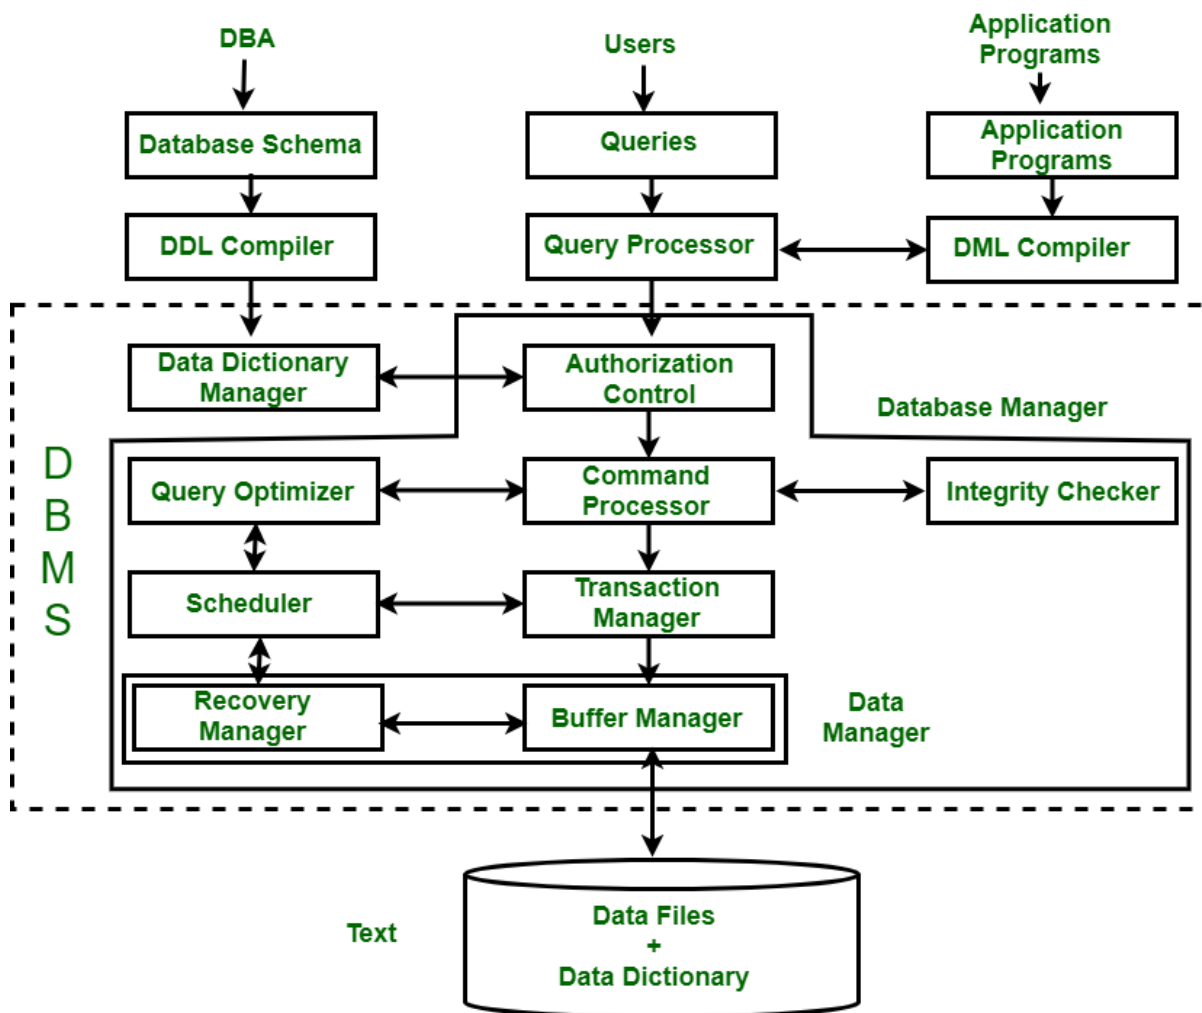 DBA
Users
Application
Programs
Database Schema
Queries
Application
Programs
DDL Compiler
Query Processor
DML Compiler
Data Dictionary
Manager
Authorization
Control
Database Manager
D
B
M
S
Query Optimizer
Command
Processor
Integrity Checker
Scheduler
Transaction
Manager
Recovery
Manager
Buffer Manager
Data
Manager
Text
Data Files
+
Data Dictionary